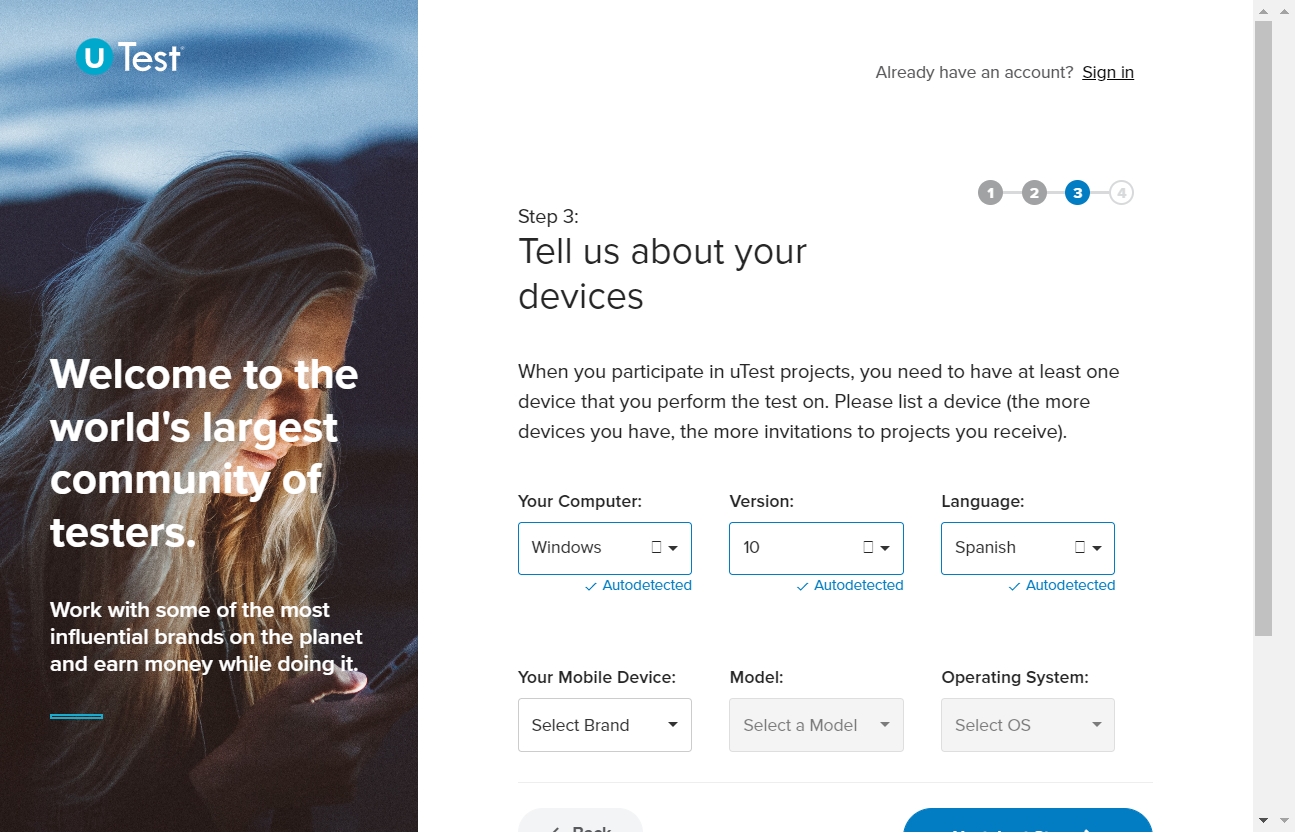 U Test
Already have an account? Sign in
1 2 3 4
Step 3:
Tell us about your
devices
Welcome to the
world's largest
community of
testers.
Work with some of the most
influential brands on the planet
and earn money while doing it.
When you participate in uTest projects, you need to have at least one
device that you perform the test on. Please list a device (the more
devices you have, the more invitations to projects you receive).
Your Computer: Version: Language:
Windows 10 Spanish
Autodetected Autodetected Autodetected
Your Mobile Device: Model: Operating System:
Select Brand Select a Model Select OS
Back